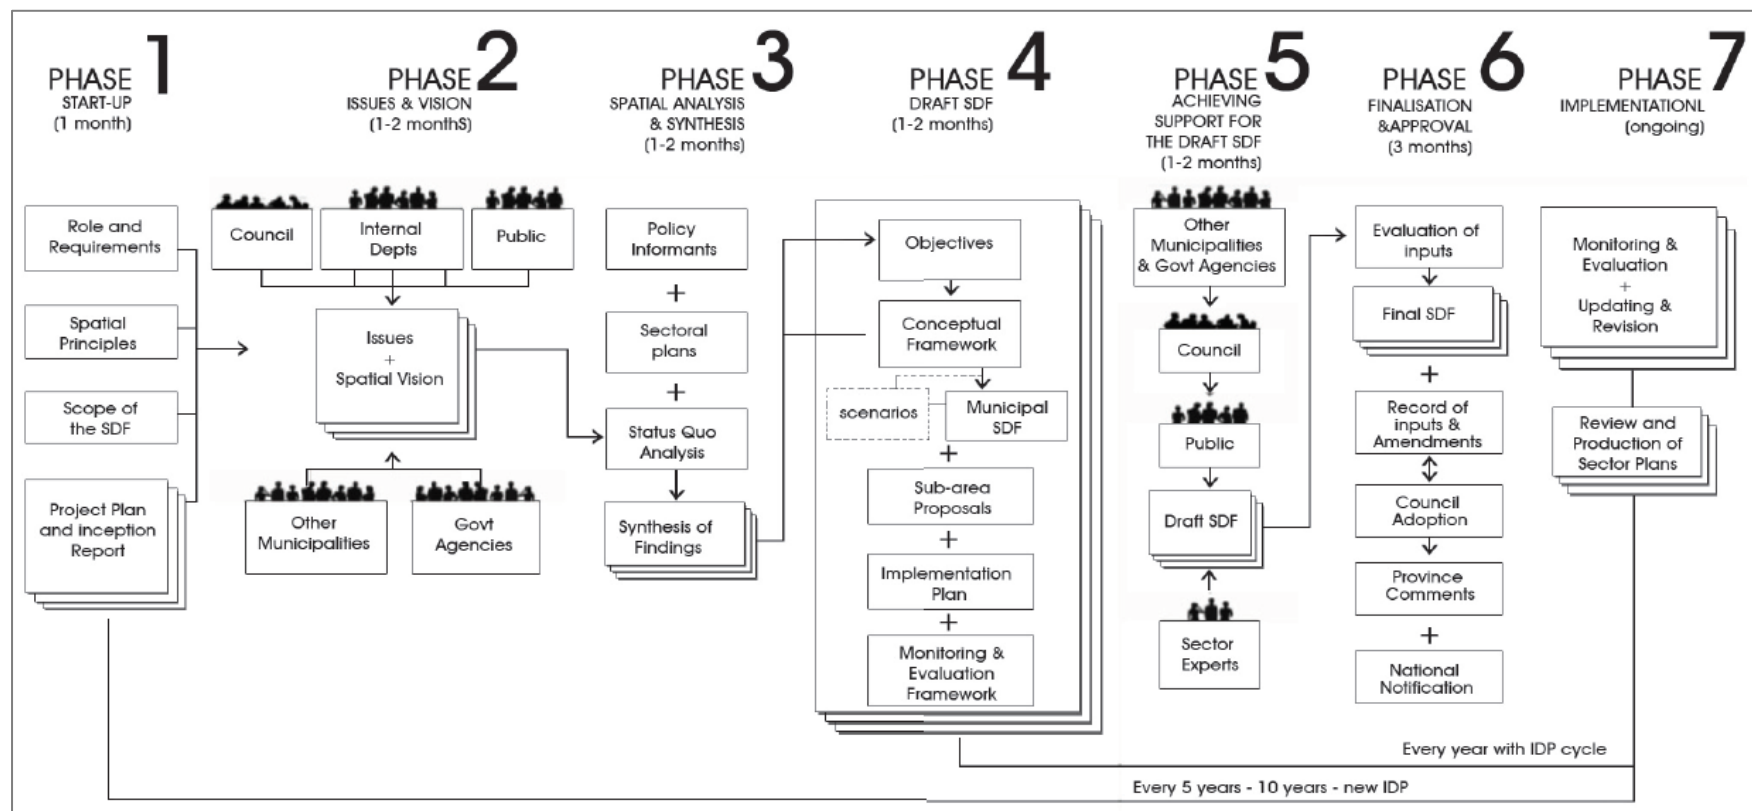 PHASE 1
START-UP
(1 month)
PHASE 2
ISSUES & VISION
(1-2 monthS)
PHASE 3
SPATIAL ANALYSIS
& SYNTHESIS
(1-2 months)
PHASE 4
DRAFT SDF
(1-2 months)
PHASE 5
ACHIEVING
SUPPORT FOR
THE DRAFT SDF
(1-2 months)
PHASE 6
FINALISATION
&APPROVAL
(3 months)
PHASE 7
IMPLEMENTATIONL
(ongoing)
Role and
Requirements
Spatial
Principles
Scope of
the SDF
Project Plan
and inception
Report
Council
Internal
Depts
Public
Issues
+
Spatial Vision
Other
Municipalities
Govt
Agencies
Policy
Informants
+
Sectoral
plans
+
Status Quo
Analysis
Synthesis of
Findings
Objectives
Conceptual
Framework
scenarios
Municipal
SDF
+
Sub-area
Proposals
+
Implementation
Plan
+
Monitoring &
Evaluation
Framework
Other
Municipalities
& Govt Agencies
Council
Public
Draft SDF
Sector
Experts
Evaluation of
inputs
Final SDF
+
Record of
inputs &
Amendments
Council
Adoption
Province
Comments
+
National
Notification
Monitoring &
Evaluation
+
Updating &
Revision
Review and
Production of
Sector Plans
Every year with IDP cycle
Every 5 years - 10 years - new IDP